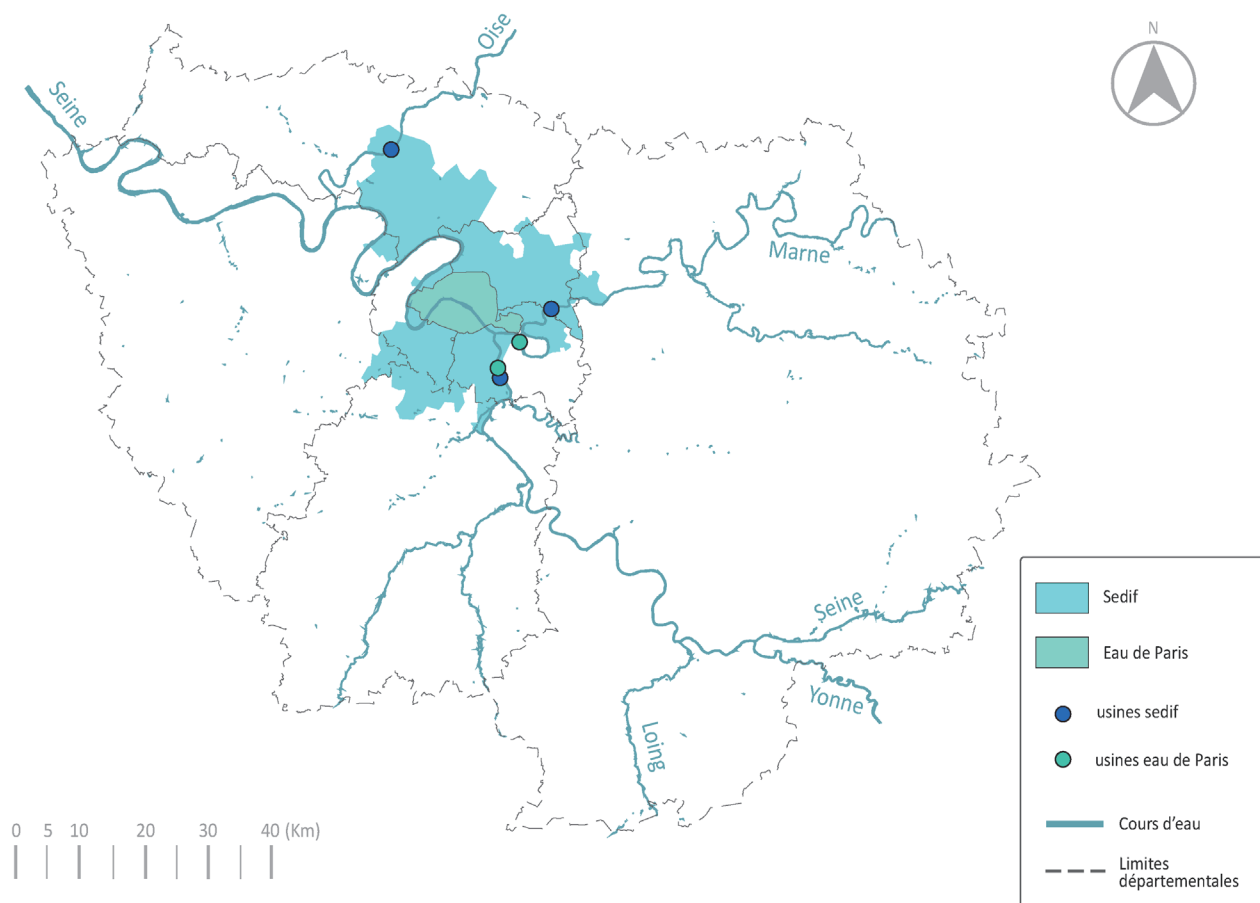 Oise
N
Seine
Marne
Seine
Yonne
Loing
0 5 10 20 30 40 (Km)
Sedif
Eau de Paris
usines sedif
usines eau de Paris
Cours d'eau
Limites
départementales